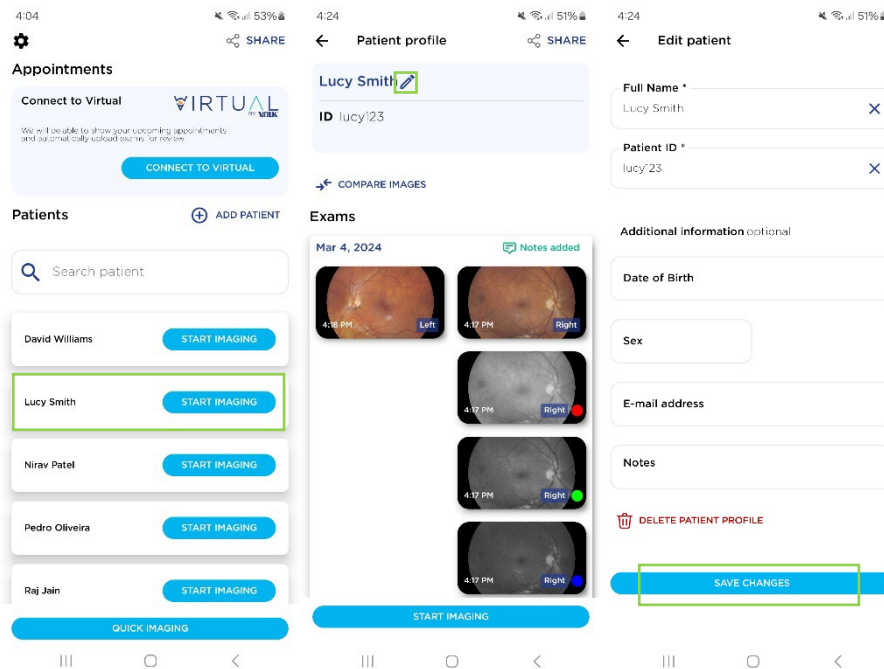 4:04
53%
SHARE
Appointments
Connect to Virtual
VIRTUAL
BY VOLK
We will be able to show your upcoming appointments
and automatically upload exams for review.
CONNECT TO VIRTUAL
Patients
ADD PATIENT
Search patient
David Williams
START IMAGING
Lucy Smith
START IMAGING
Nirav Patel
START IMAGING
Pedro Oliveira
START IMAGING
Raj Jain
START IMAGING
QUICK IMAGING
4:24
51%
Patient profile
SHARE
Lucy Smith
ID lucy123
COMPARE IMAGES
Exams
Mar 4, 2024
Notes added
4:18 PM
Left
4:17 PM
Right
4:17 PM
Right
4:17 PM
Right
4:17 PM
Right
START IMAGING
4:24
51%
Edit patient
Full Name *
Lucy Smith
Patient ID *
lucy123
Additional information optional
Date of Birth
Sex
E-mail address
Notes
DELETE PATIENT PROFILE
SAVE CHANGES